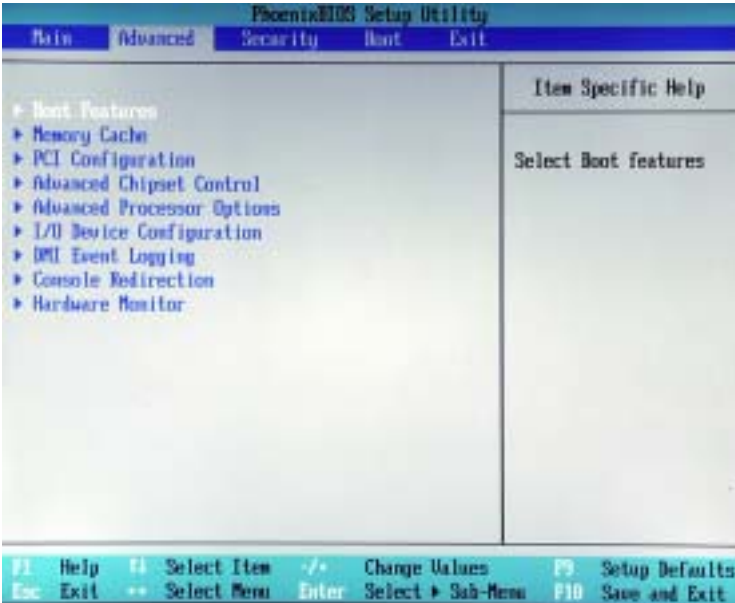 PhoenixBIOS Setup Utility
Main Advanced Security Boot Exit
Item Specific Help
▶ Boot Features
▶ Memory Cache
▶ PCI Configuration
▶ Advanced Chipset Control
▶ Advanced Processor Options
▶ I/O Device Configuration
▶ DMI Event Logging
▶ Console Redirection
▶ Hardware Monitor
Select Boot features
F1 Help ↑↓ Select Item -/+ Change Values F9 Setup Defaults
Esc Exit ↔ Select Menu Enter Select ▶ Sub-Menu F10 Save and Exit